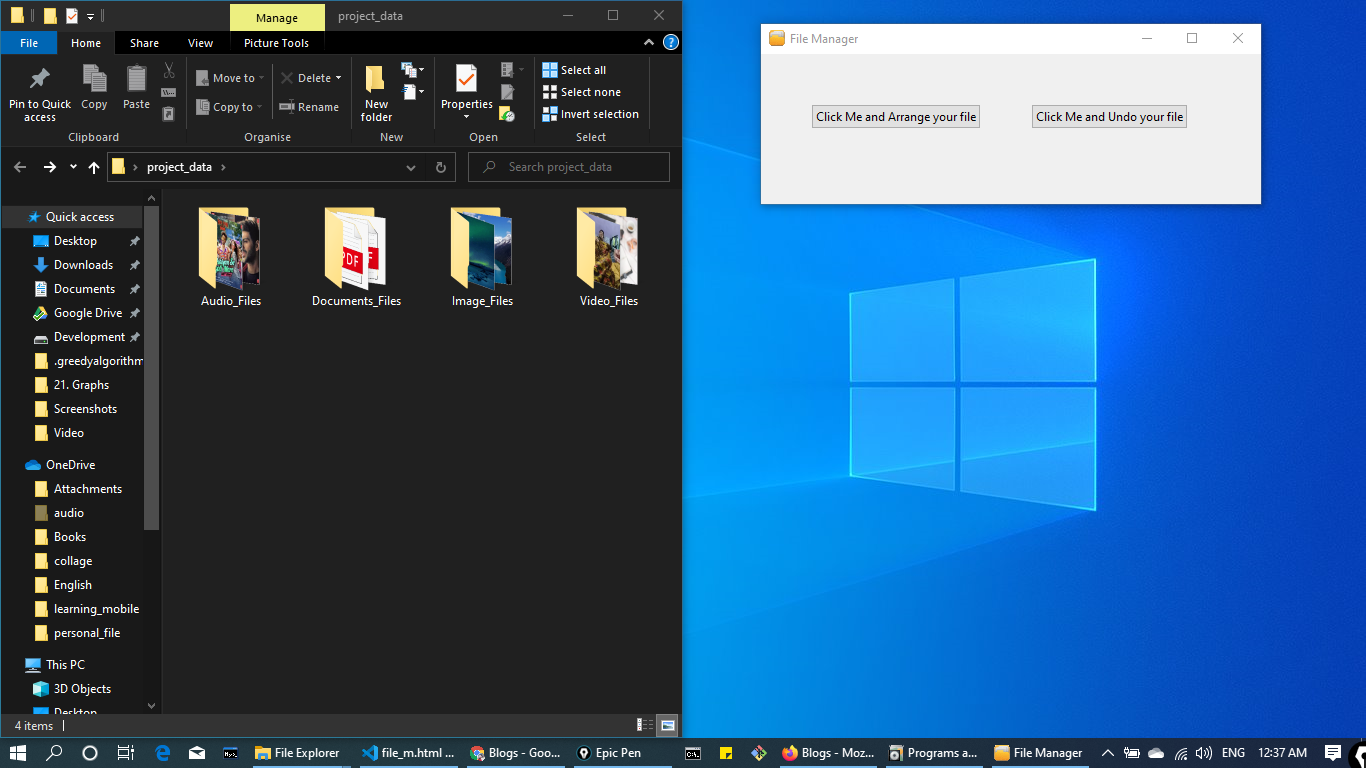 Manage
project_data
File
Home
Share
View
Picture Tools
Pin to Quick access
Copy
Paste
Move to
Copy to
Delete
Rename
New folder
Properties
Select all
Select none
Invert selection
Clipboard
Organise
New
Open
Select
project_data
Search project_data
Quick access
Desktop
Downloads
Documents
Google Drive
Development
.greedyalgorithm
21. Graphs
Screenshots
Video
OneDrive
Attachments
audio
Books
collage
English
learning_mobile
personal_file
This PC
3D Objects
Desktop
Audio_Files
Documents_Files
PDF
Image_Files
Video_Files
4 items
File Manager
Click Me and Arrange your file
Click Me and Undo your file
File Explorer
file_m.html ...
Blogs - Goo...
Epic Pen
Blogs - Moz...
Programs a...
File Manager
ENG
12:37 AM